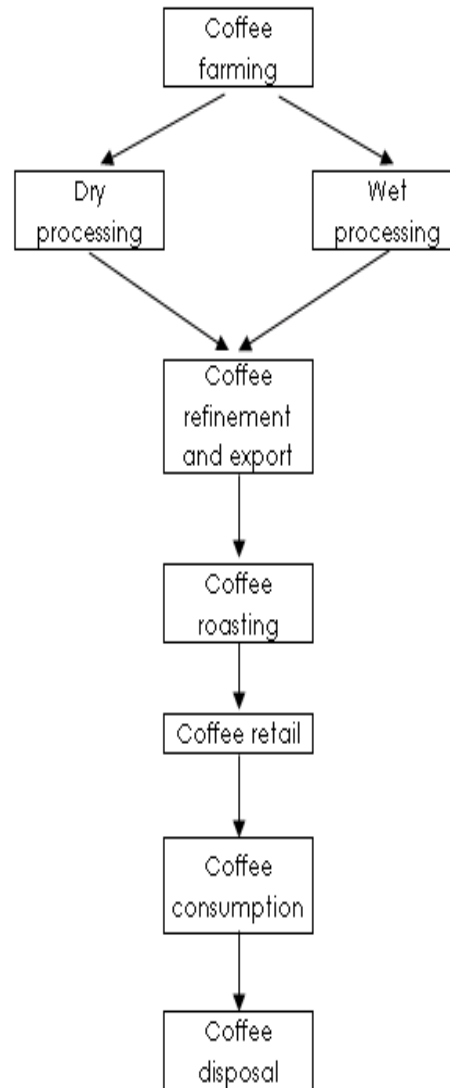 Coffee
farming
Dry
processing
Wet
processing
Coffee
refinement
and export
Coffee
roasting
Coffee retail
Coffee
consumption
Coffee
disposal